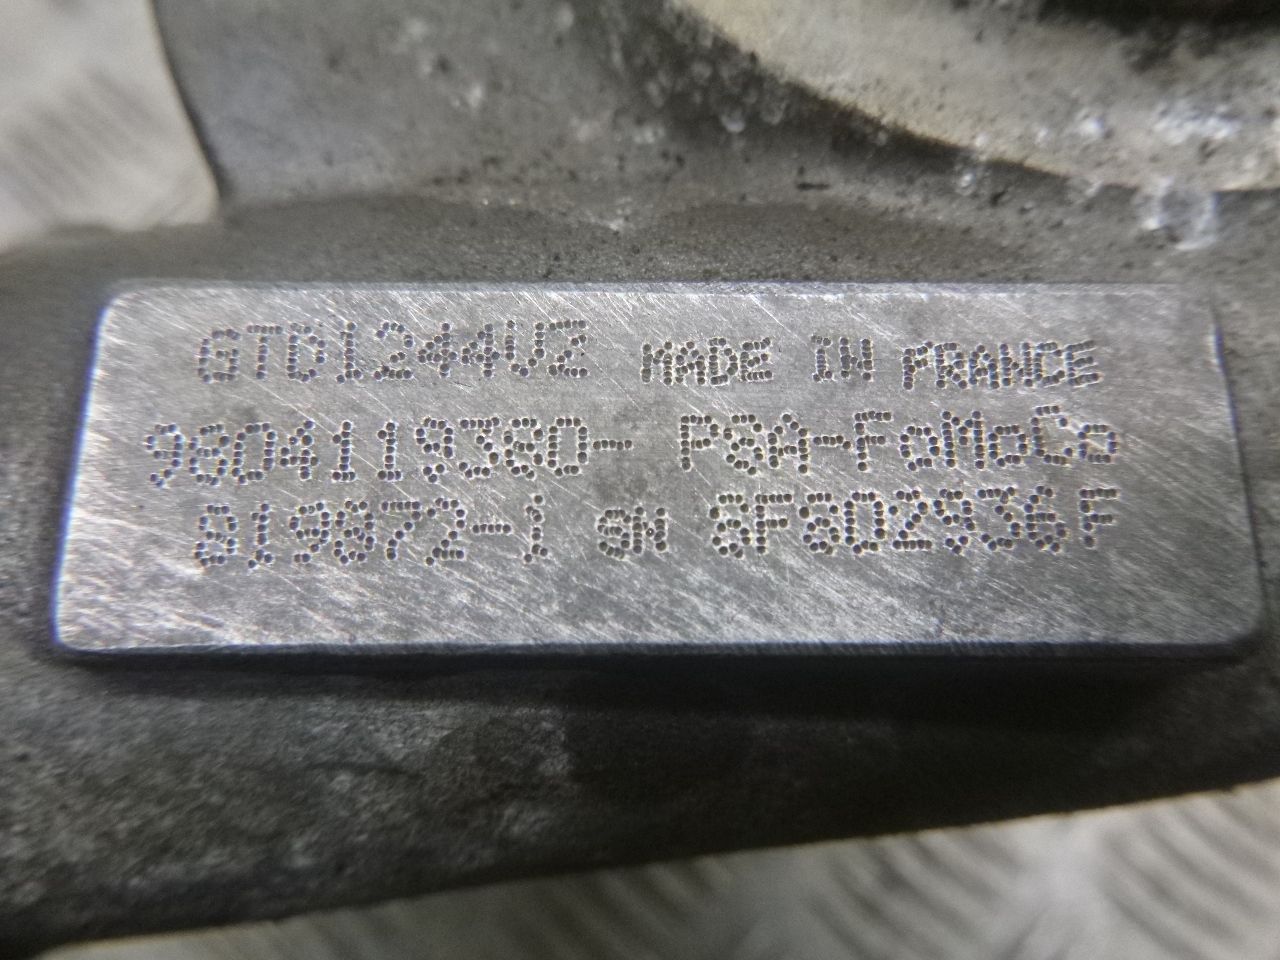 GTD1244VZ MADE IN FRANCE
9804119380- PSA-FoMoCo
819872-1 SN 8F8D2936F